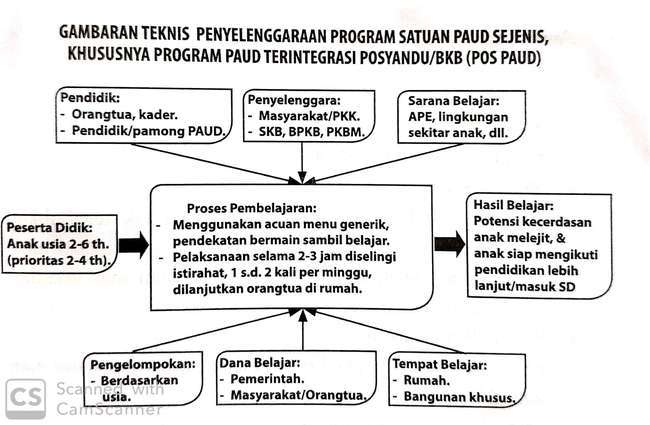 GAMBARAN TEKNIS PENYELENGGARAAN PROGRAM SATUAN PAUD SEJENIS,
KHUSUSNYA PROGRAM PAUD TERINTEGRASI POSYANDU/BKB (POS PAUD)
Pendidik:
- Orangtua, kader.
- Pendidik/pamong PAUD.
Penyelenggara:
- Masyarakat/PKK.
- SKB, BPKB, PKBM.
Sarana Belajar:
APE, lingkungan
sekitar anak, dll.
Peserta Didik:
Anak usia 2-6 th.
(prioritas 2-4 th).
Proses Pembelajaran:
- Menggunakan acuan menu generik,
pendekatan bermain sambil belajar.
- Pelaksanaan selama 2-3 jam diselingi
istirahat, 1 s.d. 2 kali per minggu,
dilanjutkan orangtua di rumah.
Hasil Belajar:
Potensi kecerdasan
anak melejit, &
anak siap mengikuti
pendidikan lebih
lanjut/masuk SD
Pengelompokan:
- Berdasarkan
usia.
Dana Belajar:
- Pemerintah.
- Masyarakat/Orangtua.
Tempat Belajar:
- Rumah.
- Bangunan khusus.
CS Scanned with
CamScanner